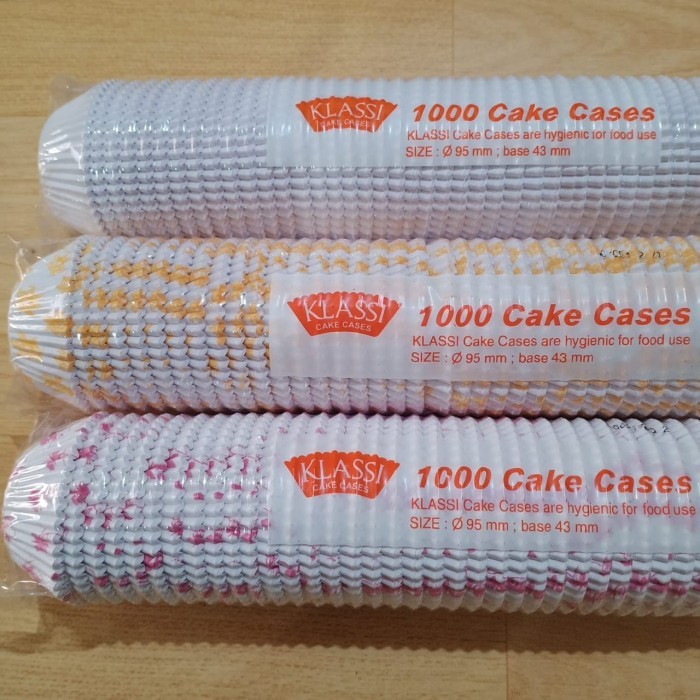 KLASSI
CAKE CASES
1000 Cake Cases
KLASSI Cake Cases are hygienic for food use
SIZE : Ø 95 mm ; base 43 mm
KLASSI
CAKE CASES
1000 Cake Cases
KLASSI Cake Cases are hygienic for food use
SIZE : Ø 95 mm ; base 43 mm
KLASSI
CAKE CASES
1000 Cake Cases
KLASSI Cake Cases are hygienic for food use
SIZE : Ø 95 mm ; base 43 mm